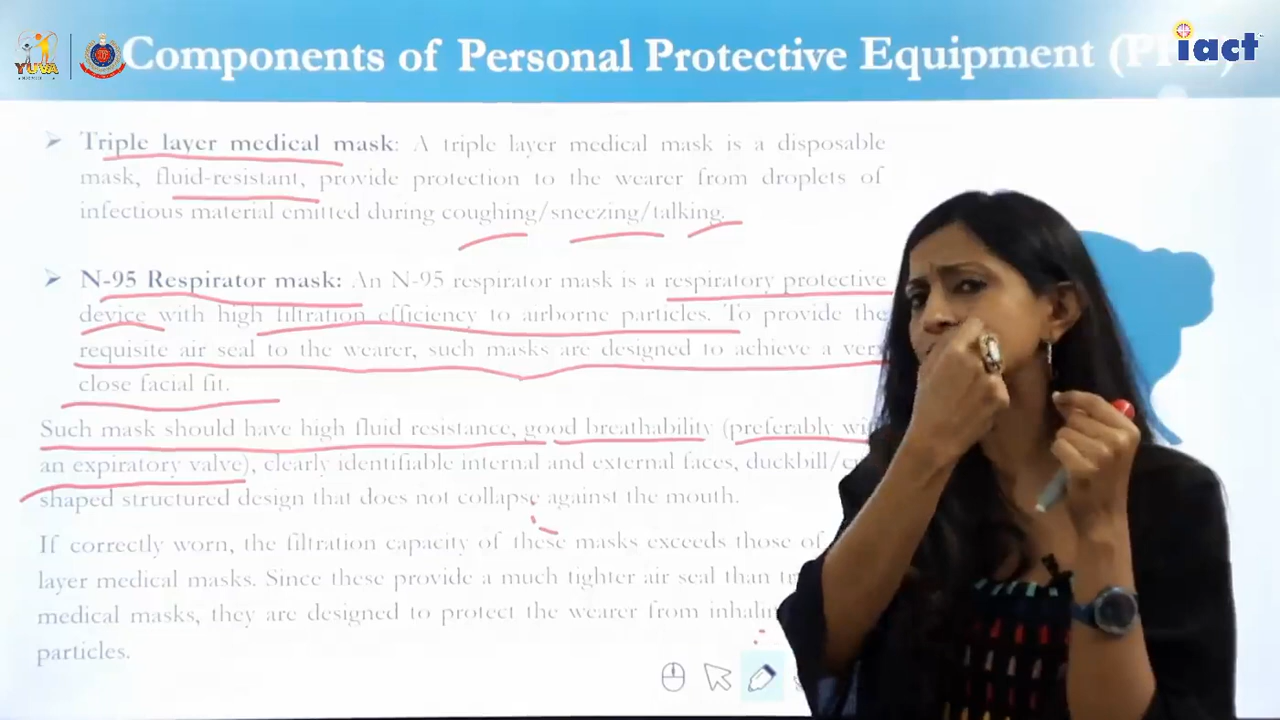 YUVA
iact
Components of Personal Protective Equipment (PPE)
➤ Triple layer medical mask: A triple layer medical mask is a disposable
mask, fluid-resistant, provide protection to the wearer from droplets of
infectious material emitted during coughing/sneezing/talking.
➤ N-95 Respirator mask: An N-95 respirator mask is a respiratory protective
device with high filtration efficiency to airborne particles. To provide the
requisite air seal to the wearer, such masks are designed to achieve a very
close facial fit.
Such mask should have high fluid resistance, good breathability (preferably
an expiratory valve), clearly identifiable internal and external faces,
shaped structured design that does not collapse against the mouth.
If correctly worn, the filtration capacity of these masks exceeds those of
layer medical masks. Since these provide a much tighter air seal than
medical masks, they are designed to protect the wearer from
particles.